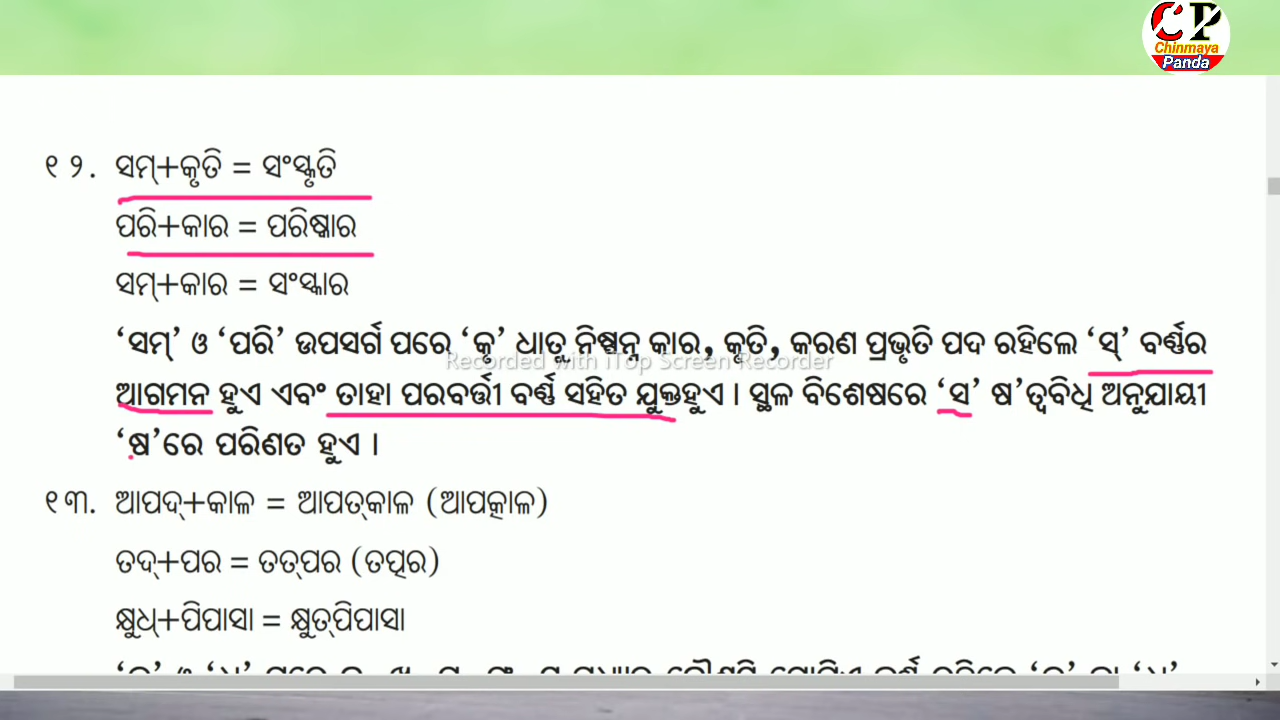 CP
Chinmaya
Panda
୧୨. ସମ୍+କୃତି = ସଂସ୍କୃତି
ପରି+କାର = ପରିଷ୍କାର
ସମ୍+କାର = ସଂସ୍କାର
‘ସମ୍’ ଓ ‘ପରି’ ଉପସର୍ଗ ପରେ ‘କୃ’ ଧାତୁ ନିଷ୍ପନ୍ନ କାର, କୃତି, କରଣ ପ୍ରଭୃତି ପଦ ରହିଲେ ‘ସ୍’ ବର୍ଣ୍ଣର
Recorded with iTop Screen Recorder
ଆଗମନ ହୁଏ ଏବଂ ତାହା ପରବର୍ତ୍ତୀ ବର୍ଣ୍ଣ ସହିତ ଯୁକ୍ତହୁଏ । ସ୍ଥଳ ବିଶେଷରେ ‘ସ’ ଷ’ତ୍ୱବିଧି ଅନୁଯାୟୀ
‘ଷ’ରେ ପରିଣତ ହୁଏ ।
୧୩. ଆପଦ୍+କାଳ = ଆପତ୍‌କାଳ (ଆପତ୍କାଳ)
ତଦ୍+ପର = ତତ୍‌ପର (ତତ୍ପର)
କ୍ଷୁଧ୍+ପିପାସା = କ୍ଷୁତ୍‌ପିପାସା